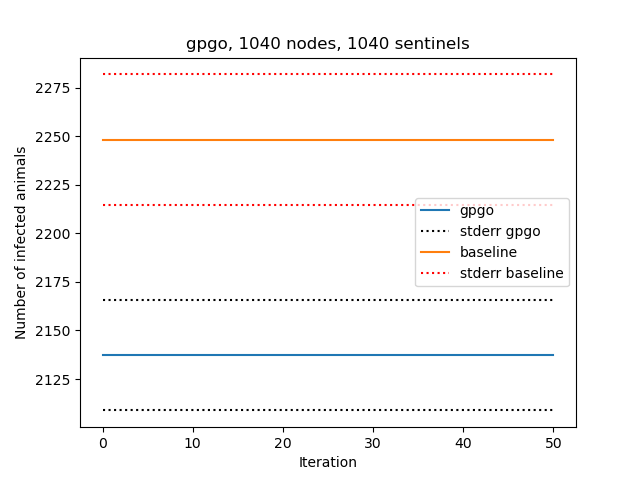 gpgo, 1040 nodes, 1040 sentinels
Number of infected animals
2275
2250
2225
2200
2175
2150
2125
gpgo
stderr gpgo
baseline
stderr baseline
0 10 20 30 40 50
Iteration